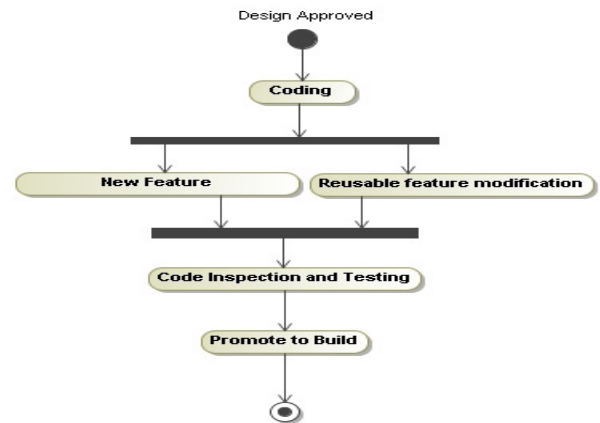 Design Approved
Coding
New Feature
Reusable feature modification
Code Inspection and Testing
Promote to Build